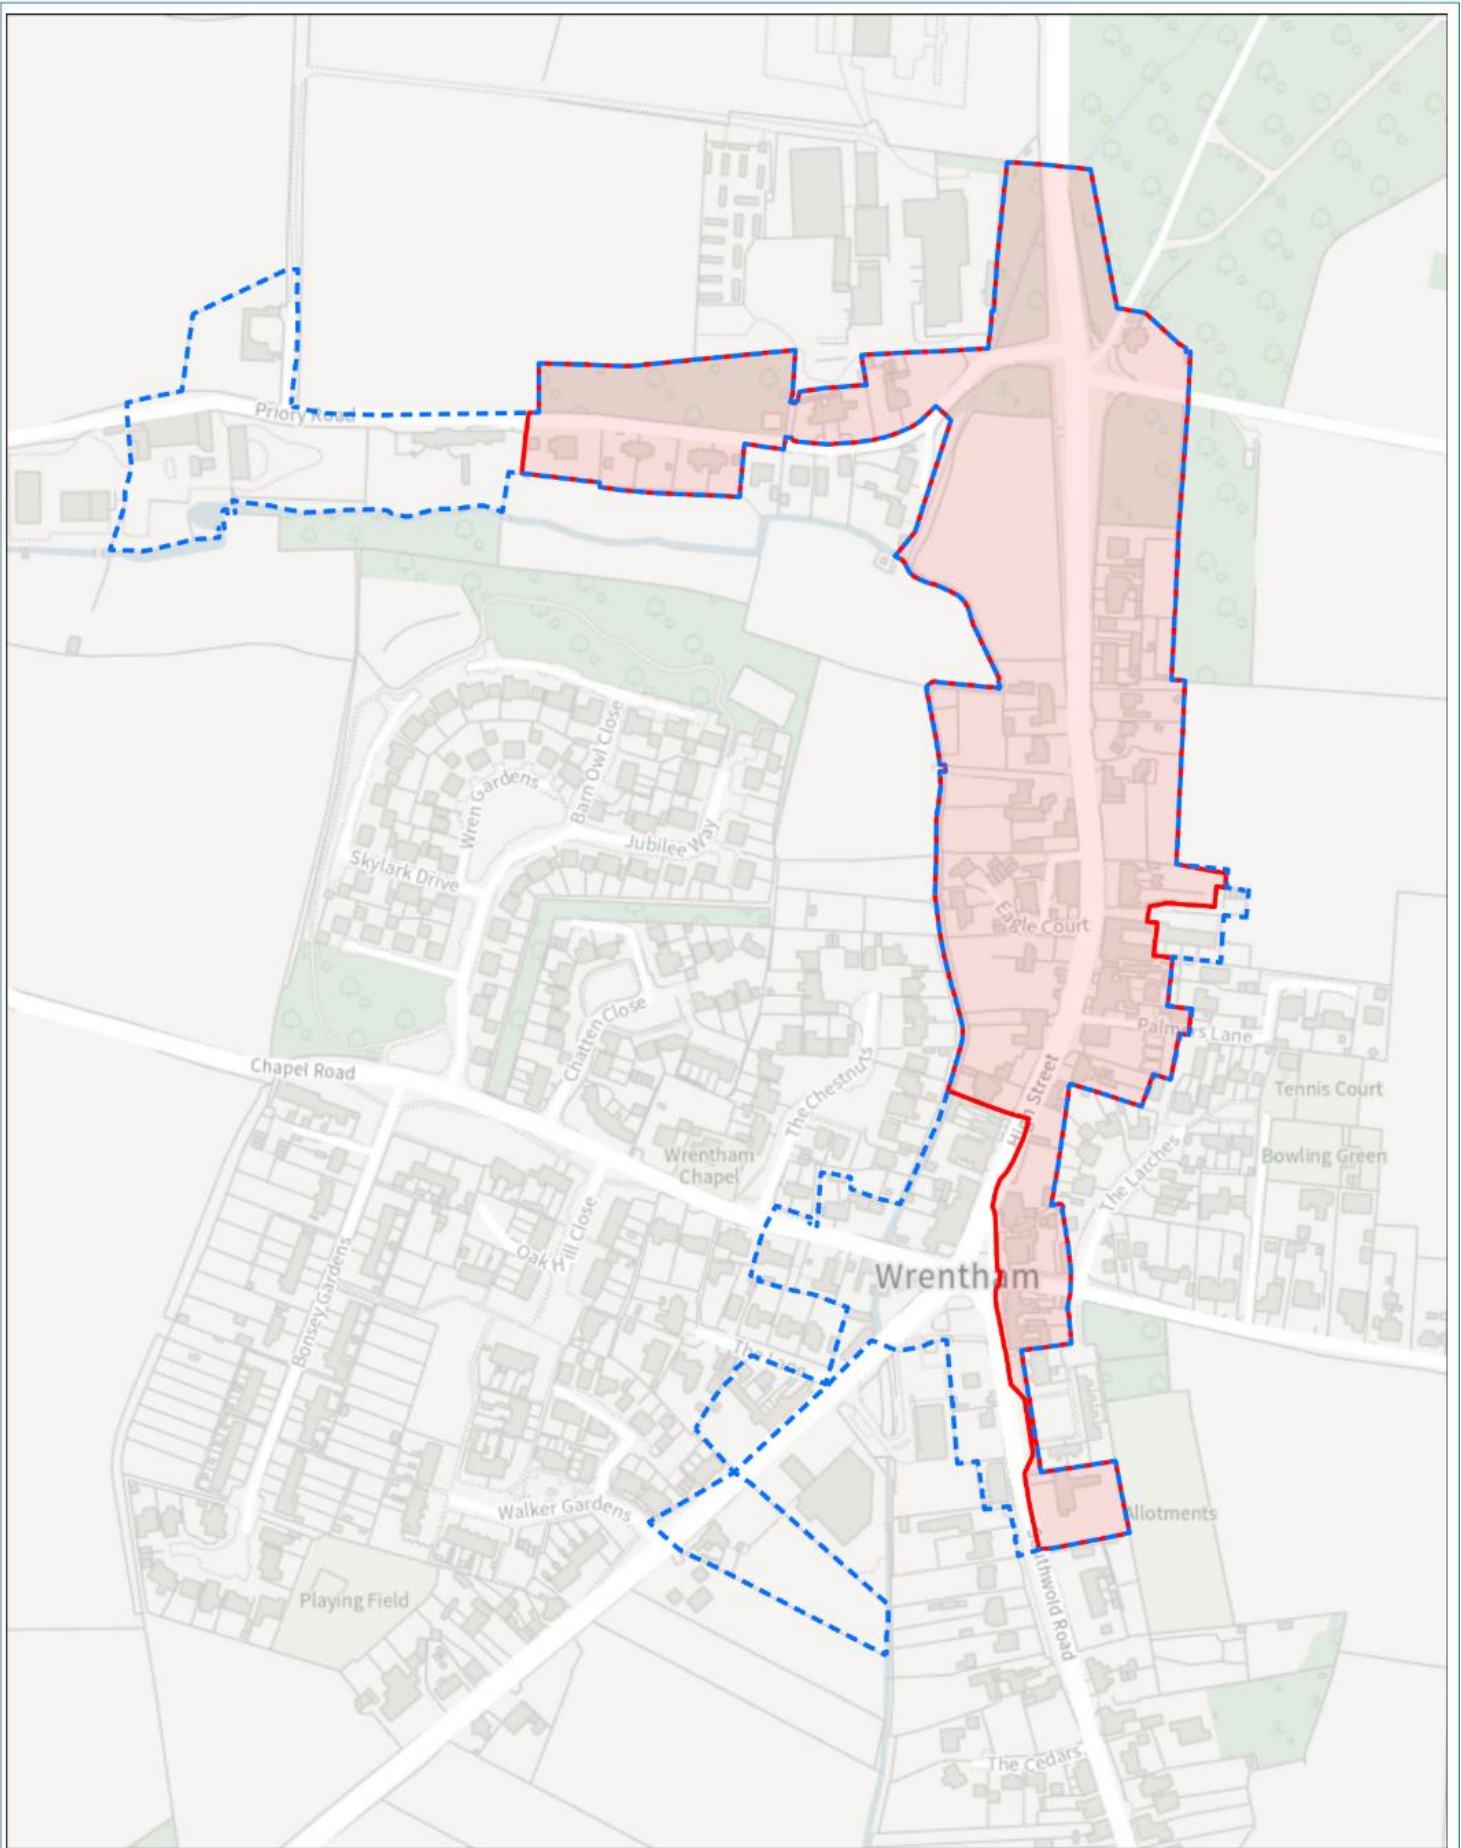 Priory Road
Barn Owl Close
Wren Gardens
Jubilee Way
Skylark Drive
Eagle Court
Chatten Close
Palmers Lane
Chapel Road
The Chestnuts
High Street
Tennis Court
Wrentham
Chapel
The Larches
Bowling Green
Oak Hill Close
Bonsey Gardens
Wrentham
The Lane
Walker Gardens
Allotments
Playing Field
Southwold Road
The Cedars